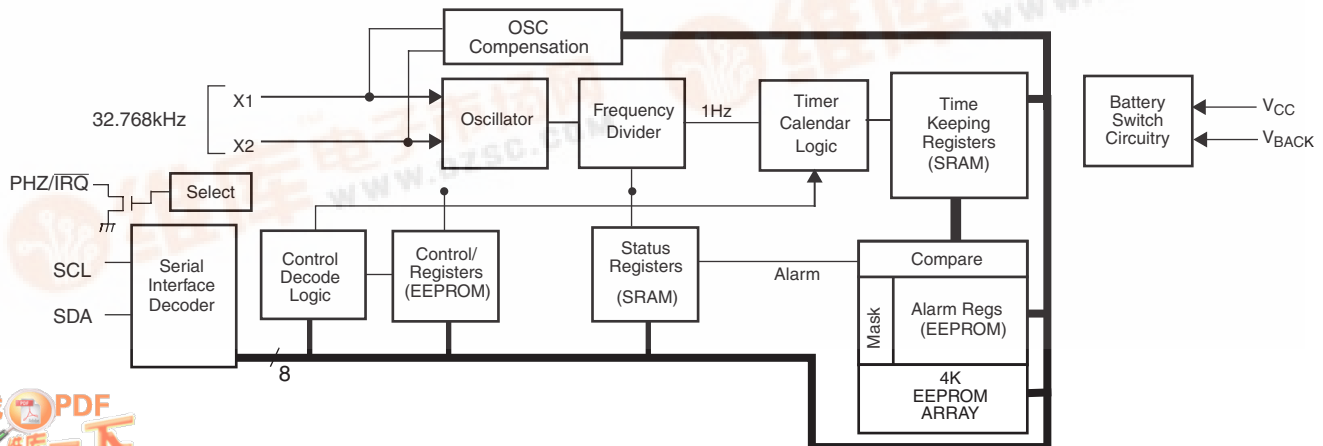 OSC
Compensation
32.768kHz
X1
X2
Oscillator
Frequency
Divider
1Hz
Timer
Calendar
Logic
Time
Keeping
Registers
(SRAM)
Battery
Switch
Circuitry
VCC
VBACK
PHZ/IRQ
Select
SCL
SDA
Serial
Interface
Decoder
Control
Decode
Logic
Control/
Registers
(EEPROM)
Status
Registers
(SRAM)
Alarm
Compare
Mask
Alarm Regs
(EEPROM)
4K
EEPROM
ARRAY
8
PDF